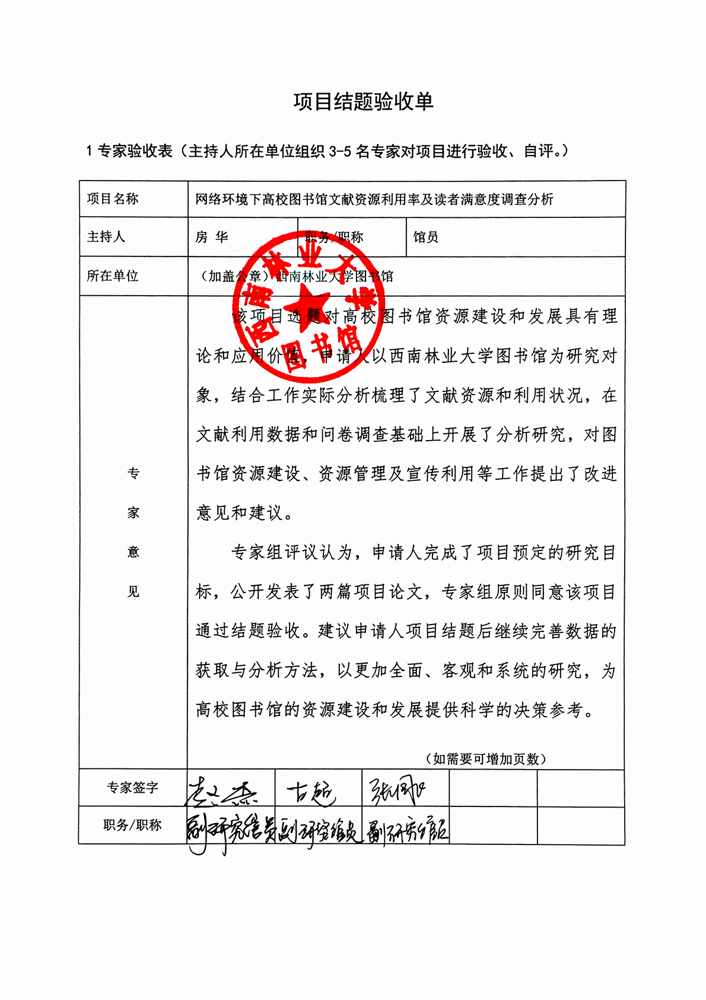 项目结题验收单
1 专家验收表（主持人所在单位组织 3-5 名专家对项目进行验收、自评。）
项目名称 网络环境下高校图书馆文献资源利用率及读者满意度调查分析
主持人 房 华 职务/职称 馆员
所在单位 （加盖公章）西南林业大学图书馆
西南林业大学
图书馆
专家意见
该项目选题对高校图书馆资源建设和发展具有理
论和应用价值，申请人以西南林业大学图书馆为研究对
象，结合工作实际分析梳理了文献资源和利用状况，在
文献利用数据和问卷调查基础上开展了分析研究，对图
书馆资源建设、资源管理及宣传利用等工作提出了改进
意见和建议。
专家组评议认为，申请人完成了项目预定的研究目
标，公开发表了两篇项目论文，专家组原则同意该项目
通过结题验收。建议申请人项目结题后继续完善数据的
获取与分析方法，以更加全面、客观和系统的研究，为
高校图书馆的资源建设和发展提供科学的决策参考。
（如需要可增加页数）
专家签字 古超
职务/职称 副研究馆员 副研究馆员 副研究馆员